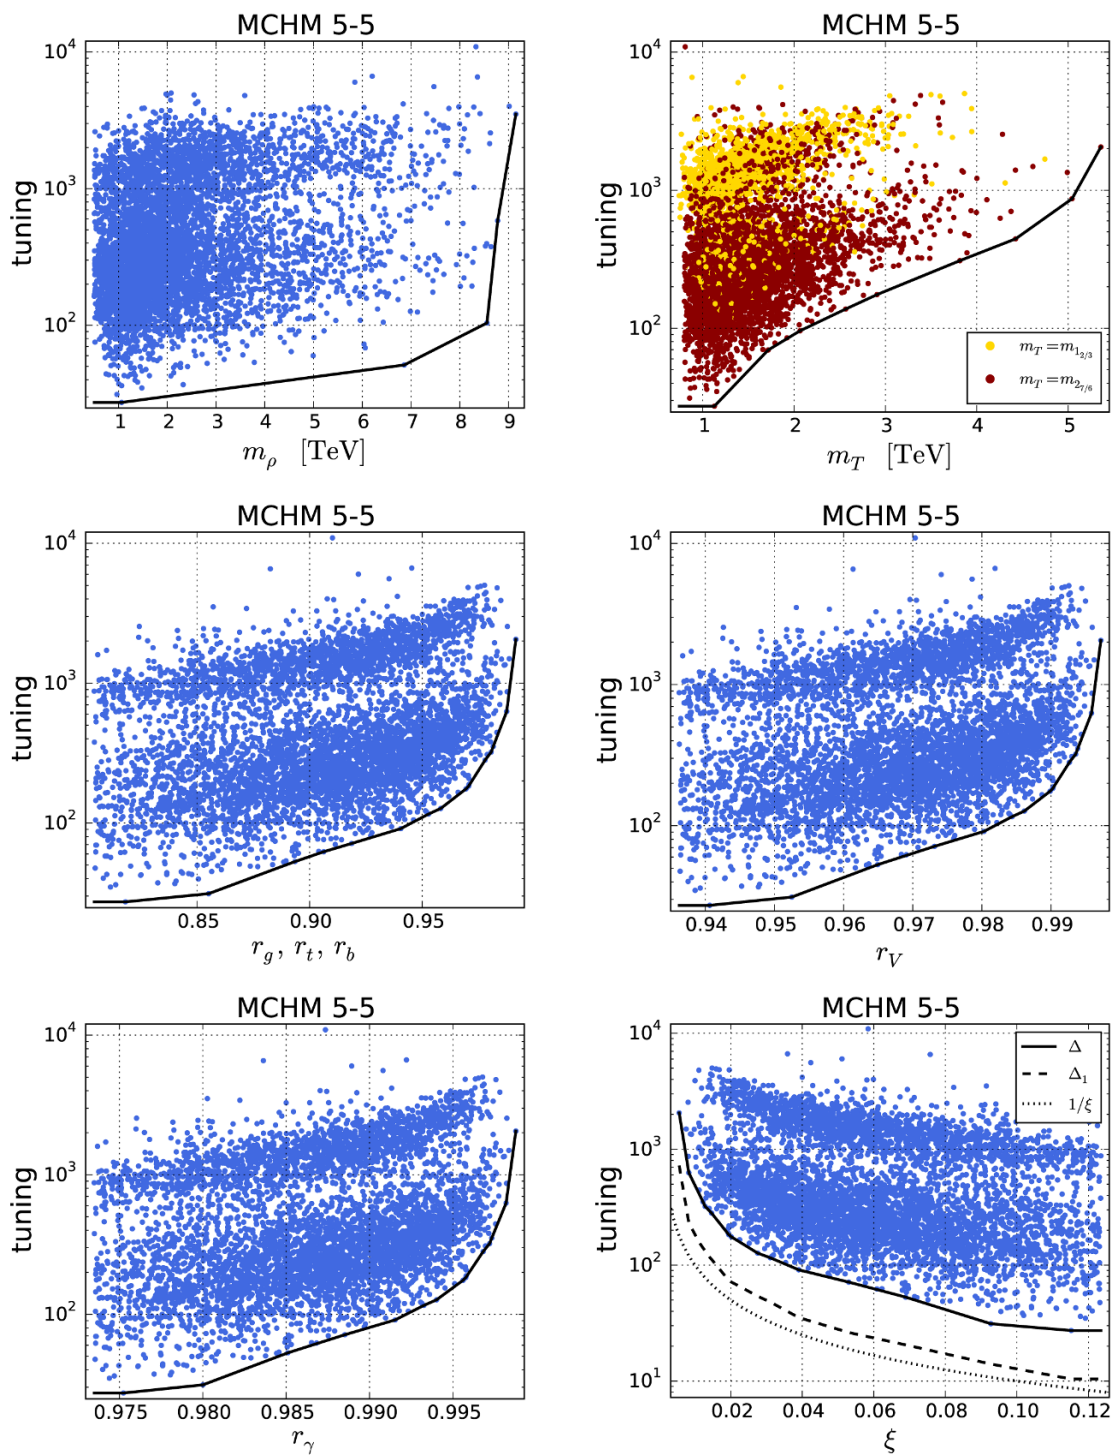 MCHM 5-5
10^4
10^3
10^2
tuning
1 2 3 4 5 6 7 8 9
m_ρ [TeV]
MCHM 5-5
10^4
10^3
10^2
tuning
m_T = m_{1_{2/3}}
m_T = m_{2_{7/6}}
1 2 3 4 5
m_T [TeV]
MCHM 5-5
10^4
10^3
10^2
tuning
0.85 0.90 0.95
r_g, r_t, r_b
MCHM 5-5
10^4
10^3
10^2
tuning
0.94 0.95 0.96 0.97 0.98 0.99
r_V
MCHM 5-5
10^4
10^3
10^2
tuning
0.975 0.980 0.985 0.990 0.995
r_γ
MCHM 5-5
10^4
10^3
10^2
10^1
tuning
Δ
Δ_1
1/ξ
0.02 0.04 0.06 0.08 0.10 0.12
ξ